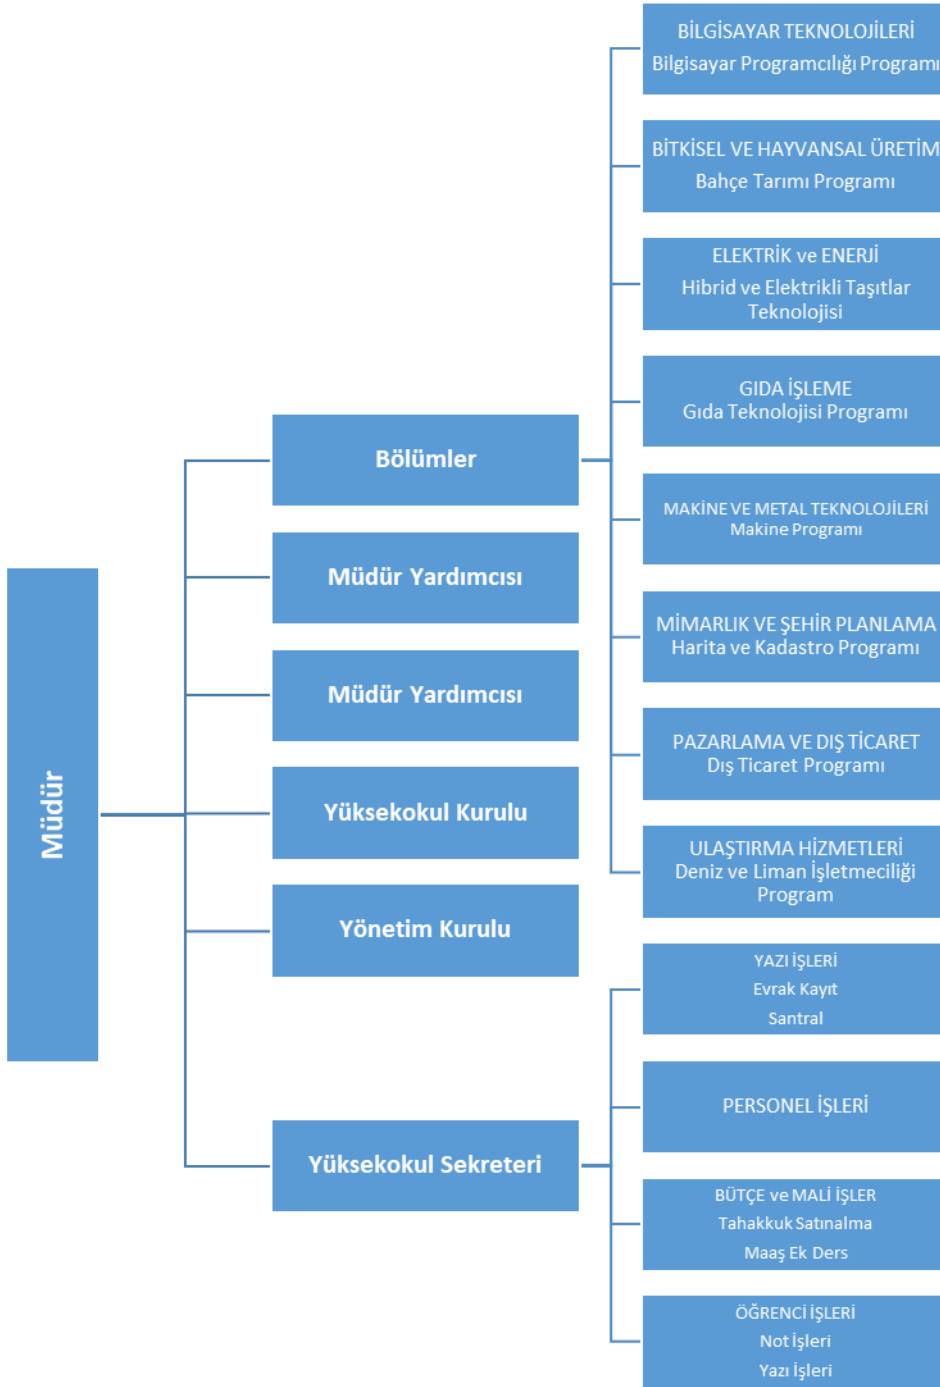 Müdür
Bölümler
BİLGİSAYAR TEKNOLOJİLERİ
Bilgisayar Programcılığı Programı
BİTKİSEL VE HAYVANSAL ÜRETİM
Bahçe Tarımı Programı
ELEKTRİK ve ENERJİ
Hibrid ve Elektrikli Taşıtlar
Teknolojisi
GIDA İŞLEME
Gıda Teknolojisi Programı
MAKİNE VE METAL TEKNOLOJİLERİ
Makine Programı
MİMARLIK VE ŞEHİR PLANLAMA
Harita ve Kadastro Programı
PAZARLAMA VE DIŞ TİCARET
Dış Ticaret Programı
ULAŞTIRMA HİZMETLERİ
Deniz ve Liman İşletmeciliği
Program
Müdür Yardımcısı
Müdür Yardımcısı
Yüksekokul Kurulu
Yönetim Kurulu
Yüksekokul Sekreteri
YAZI İŞLERİ
Evrak Kayıt
Santral
PERSONEL İŞLERİ
BÜTÇE ve MALİ İŞLER
Tahakkuk Satınalma
Maaş Ek Ders
ÖĞRENCİ İŞLERİ
Not İşleri
Yazı İşleri